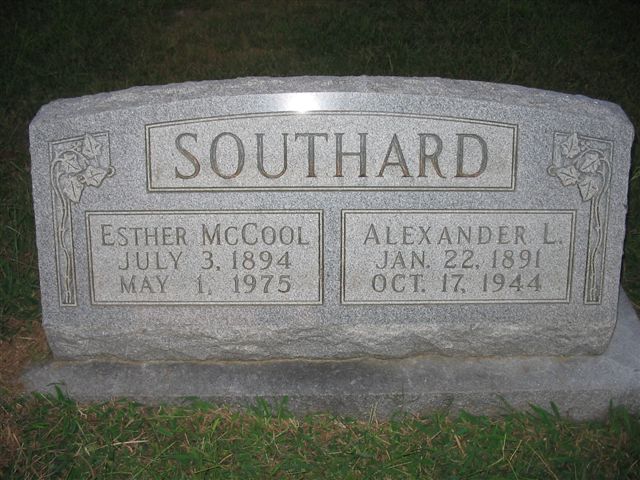 SOUTHARD
ESTHER MCCOOL
JULY 3, 1894
MAY 1, 1975
ALEXANDER L.
JAN. 22, 1891
OCT. 17, 1944